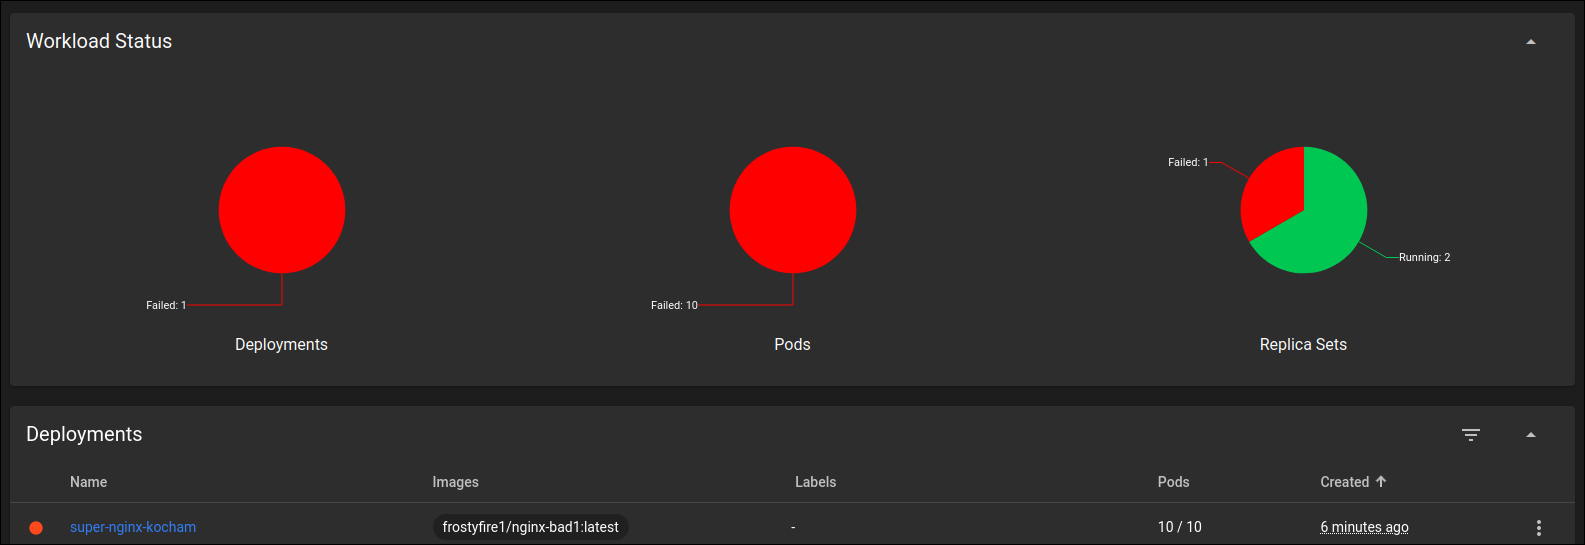 Workload Status
Failed: 1
Running: 2
Failed: 1
Failed: 10
Deployments
Pods
Replica Sets
Deployments
Name Images Labels Pods Created
super-nginx-kocham frostyfire1/nginx-bad1:latest - 10 / 10 6 minutes ago